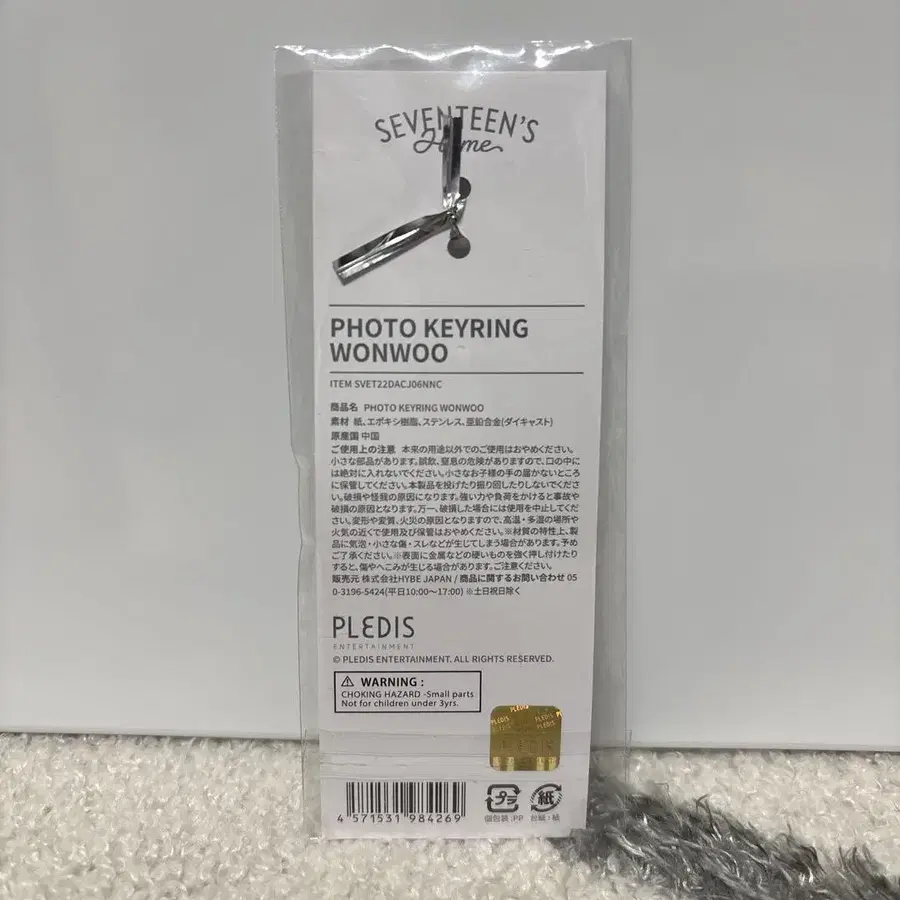 SEVENTEEN'S
Home
PHOTO KEYRING
WONWOO
ITEM SVET22DACJ06NNC
商品名 PHOTO KEYRING WONWOO
素材 紙、エポキシ樹脂、ステンレス、亜鉛合金(ダイキャスト)
原産国 中国
ご使用上の注意 本来の用途以外でのご使用はおやめください。
小さな部品があります。誤飲、窒息の危険がありますので、口の中に
は絶対に入れないでください。小さなお子様の手の届かないところ
に保管してください。本製品を投げたり振り回したりしないでくださ
い。破損や怪我の原因になります。強い力や負荷をかけると事故や
破損の原因となります。万一、破損した場合には使用を中止してくだ
さい。変形や変質、火災の原因となりますので、高温・多湿の場所や
火気の近くで使用及び保管はおやめください。※材質の特性上、製
品に気泡・小さな傷・スレなどが生じてしまう場合があります。予め
ご了承ください。※表面に金属などの硬いものを強く押し付けたり
すると、傷やへこみが生じる場合があります。ご注意ください。
販売元 株式会社HYBE JAPAN / 商品に関するお問い合わせ 05
0-3196-5424(平日10:00～17:00) ※土日祝日除く
PLEDIS
ENTERTAINMENT
© PLEDIS ENTERTAINMENT. ALL RIGHTS RESERVED.
⚠ WARNING :
CHOKING HAZARD -Small parts
Not for children under 3yrs.
PLEDIS
PLEDIS
PLEDIS
PLEDIS
4 571531 984269
プラ 紙
個包装:PP 台紙:紙